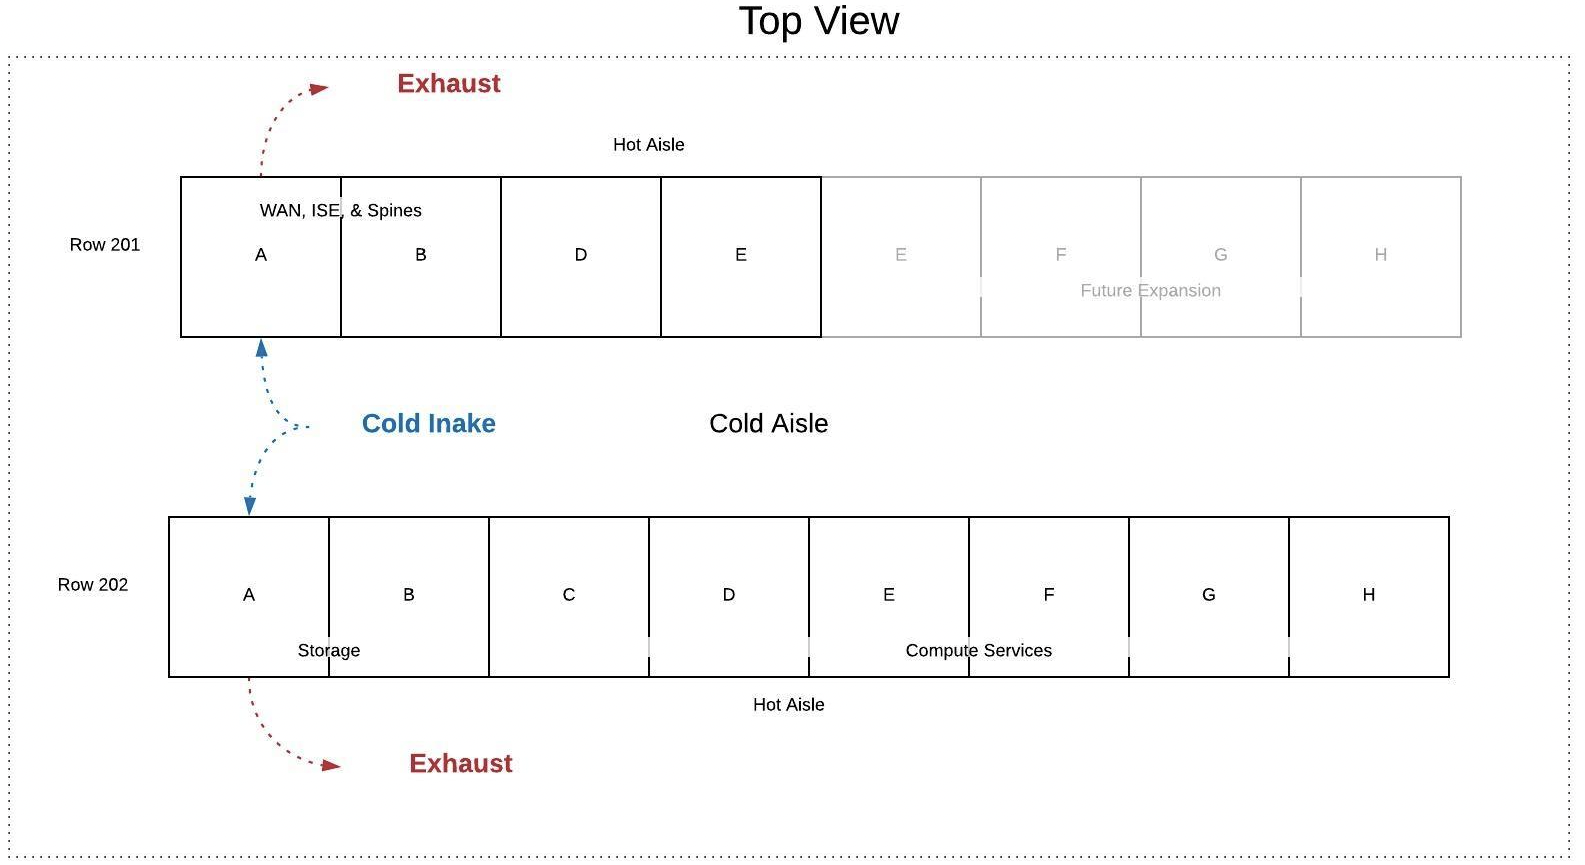 Top View
Exhaust
Hot Aisle
WAN, ISE, & Spines
Row 201
A B D E E F G H
Future Expansion
Cold Inake
Cold Aisle
Row 202
A B C D E F G H
Storage
Compute Services
Hot Aisle
Exhaust